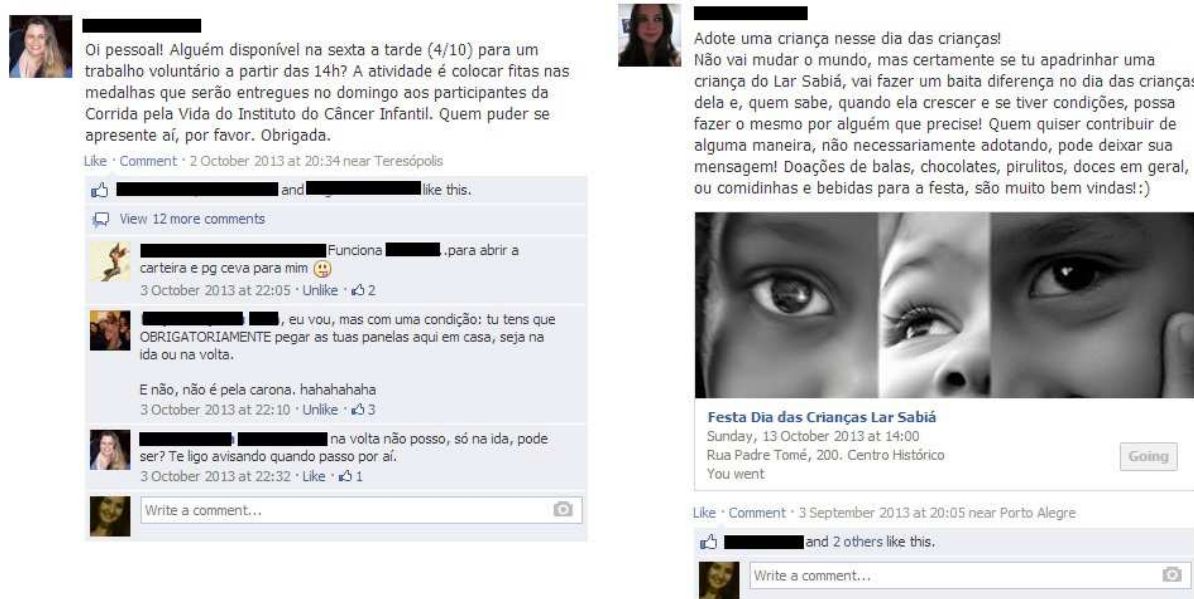 Oi pessoal! Alguém disponível na sexta a tarde (4/10) para um
trabalho voluntário a partir das 14h? A atividade é colocar fitas nas
medalhas que serão entregues no domingo aos participantes da
Corrida pela Vida do Instituto do Câncer Infantil. Quem puder se
apresente aí, por favor. Obrigada.
Like · Comment · 2 October 2013 at 20:34 near Teresópolis
and like this.
View 12 more comments
Funciona ..para abrir a
carteira e pg ceva para mim
3 October 2013 at 22:05 · Unlike · 2
, eu vou, mas com uma condição: tu tens que
OBRIGATORIAMENTE pegar as tuas panelas aqui em casa, seja na
ida ou na volta.
E não, não é pela carona. hahahahaha
3 October 2013 at 22:10 · Unlike · 3
na volta não posso, só na ida, pode
ser? Te ligo avisando quando passo por aí.
3 October 2013 at 22:32 · Like · 1
Write a comment...
Adote uma criança nesse dia das crianças!
Não vai mudar o mundo, mas certamente se tu apadrinhar uma
criança do Lar Sabiá, vai fazer um baita diferença no dia das crianças
dela e, quem sabe, quando ela crescer e se tiver condições, possa
fazer o mesmo por alguém que precise! Quem quiser contribuir de
alguma maneira, não necessariamente adotando, pode deixar sua
mensagem! Doações de balas, chocolates, pirulitos, doces em geral,
ou comidinhas e bebidas para a festa, são muito bem vindas!:)
Festa Dia das Crianças Lar Sabiá
Sunday, 13 October 2013 at 14:00
Rua Padre Tomé, 200. Centro Histórico
You went
Going
Like · Comment · 3 September 2013 at 20:05 near Porto Alegre
and 2 others like this.
Write a comment...